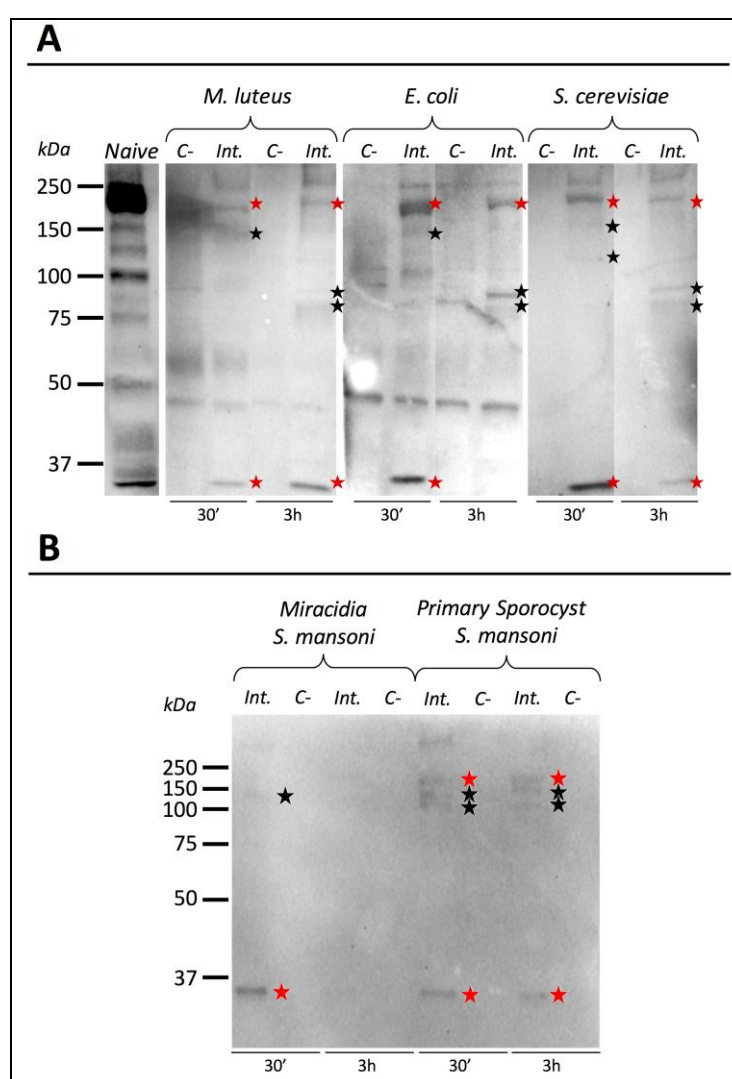 A
M. luteus E. coli S. cerevisiae
kDa Naive C- Int. C- Int. C- Int. C- Int. C- Int. C- Int.
250
150
100
75
50
37
30’ 3h 30’ 3h 30’ 3h
B
Miracidia Primary Sporocyst
S. mansoni S. mansoni
kDa Int. C- Int. C- Int. C- Int. C-
250
150
100
75
50
37
30’ 3h 30’ 3h